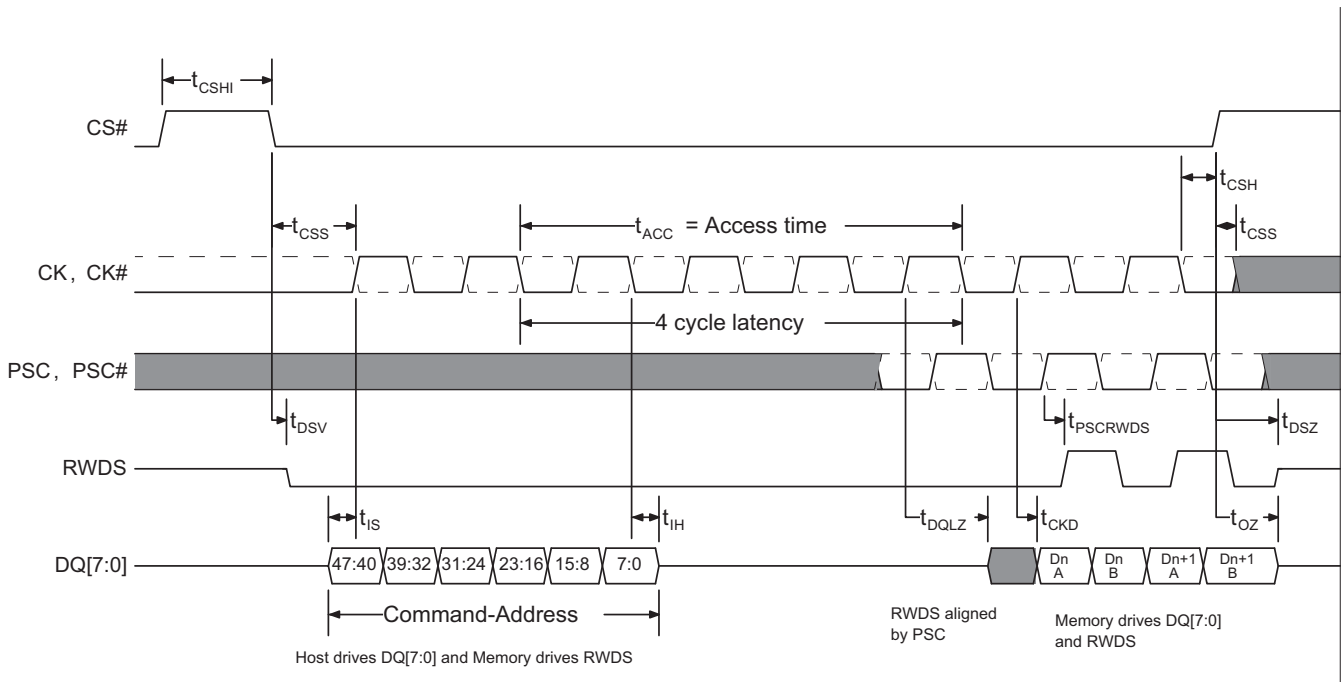 tCSHI
CS#
tCSH
tCSS
tACC = Access time
tCSS
CK, CK#
4 cycle latency
PSC, PSC#
tDSV
tPSCRWDS
tDSZ
RWDS
tIS
tIH
tDQLZ
tCKD
tOZ
DQ[7:0]
47:40 39:32 31:24 23:16 15:8 7:0
Dn A
Dn B
Dn+1 A
Dn+1 B
Command-Address
RWDS aligned
by PSC
Memory drives DQ[7:0]
and RWDS
Host drives DQ[7:0] and Memory drives RWDS